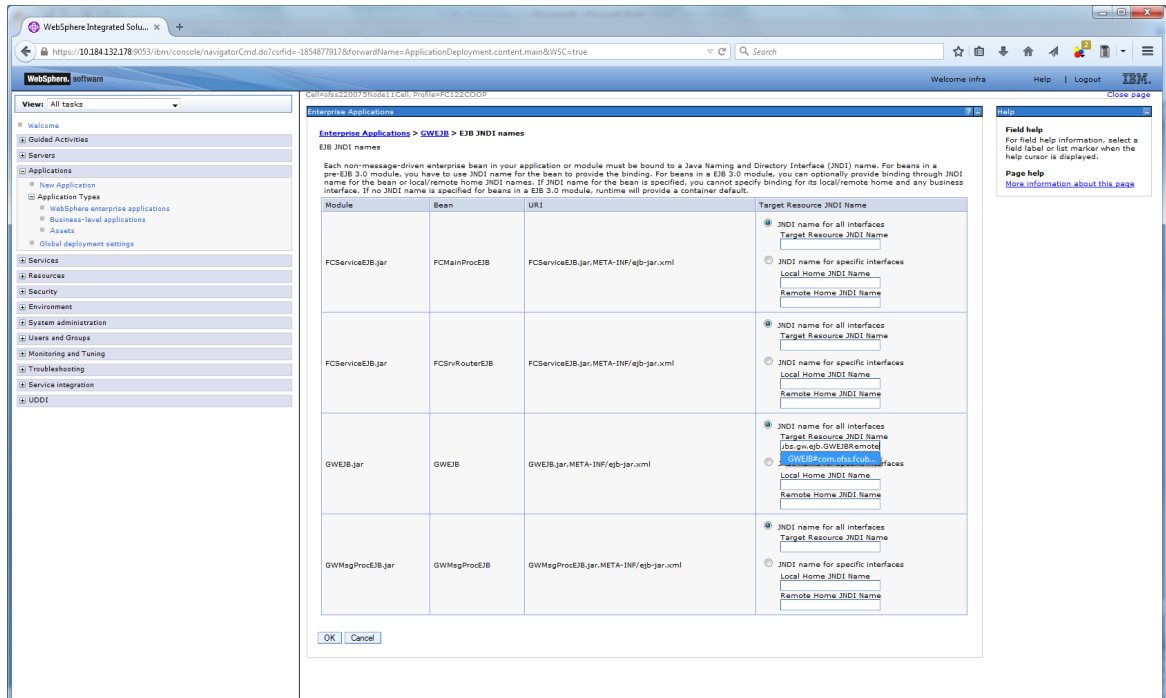 WebSphere Integrated Solu... × +
https://10.184.132.178:9053/ibm/console/navigatorCmd.do?csrfid=-1854877917&forwardName=ApplicationDeployment.content.main&WSC=true
Search
2
WebSphere. software
Welcome infra
Help | Logout
IBM.
View: All tasks
Welcome
Guided Activities
Servers
Applications
New Application
Application Types
WebSphere enterprise applications
Business-level applications
Assets
Global deployment settings
Services
Resources
Security
Environment
System administration
Users and Groups
Monitoring and Tuning
Troubleshooting
Service integration
UDDI
Cell=ofss220075Node11Cell, Profile=FC122COOP
Close page
Enterprise Applications
Enterprise Applications > GWEJB > EJB JNDI names
EJB JNDI names
Each non-message-driven enterprise bean in your application or module must be bound to a Java Naming and Directory Interface (JNDI) name. For beans in a
pre-EJB 3.0 module, you have to use JNDI name for the bean to provide the binding. For beans in a EJB 3.0 module, you can optionally provide binding through JNDI
name for the bean or local/remote home JNDI names. If JNDI name for the bean is specified, you cannot specify binding for its local/remote home and any business
interface. If no JNDI name is specified for beans in a EJB 3.0 module, runtime will provide a container default.
Module Bean URI Target Resource JNDI Name
FCServiceEJB.jar FCMainProcEJB FCServiceEJB.jar,META-INF/ejb-jar.xml
JNDI name for all interfaces
Target Resource JNDI Name
JNDI name for specific interfaces
Local Home JNDI Name
Remote Home JNDI Name
FCServiceEJB.jar FCSrvRouterEJB FCServiceEJB.jar,META-INF/ejb-jar.xml
JNDI name for all interfaces
Target Resource JNDI Name
JNDI name for specific interfaces
Local Home JNDI Name
Remote Home JNDI Name
GWEJB.jar GWEJB GWEJB.jar,META-INF/ejb-jar.xml
JNDI name for all interfaces
Target Resource JNDI Name
ubs.gw.ejb.GWEJBRemote
GWEJB#com.ofss.fcub...
Local Home JNDI Name
Remote Home JNDI Name
GWMsgProcEJB.jar GWMsgProcEJB GWMsgProcEJB.jar,META-INF/ejb-jar.xml
JNDI name for all interfaces
Target Resource JNDI Name
JNDI name for specific interfaces
Local Home JNDI Name
Remote Home JNDI Name
OK Cancel
Help
Field help
For field help information, select a
field label or list marker when the
help cursor is displayed.
Page help
More information about this page